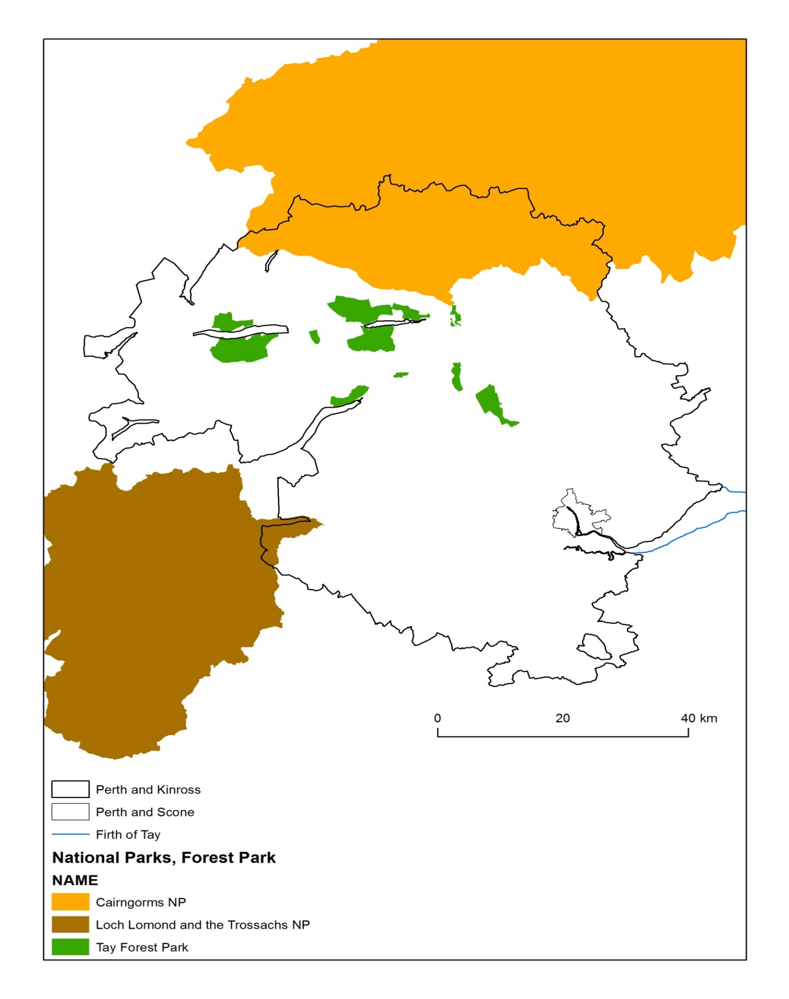 0 20 40 km
Perth and Kinross
Perth and Scone
Firth of Tay
National Parks, Forest Park
NAME
Cairngorms NP
Loch Lomond and the Trossachs NP
Tay Forest Park